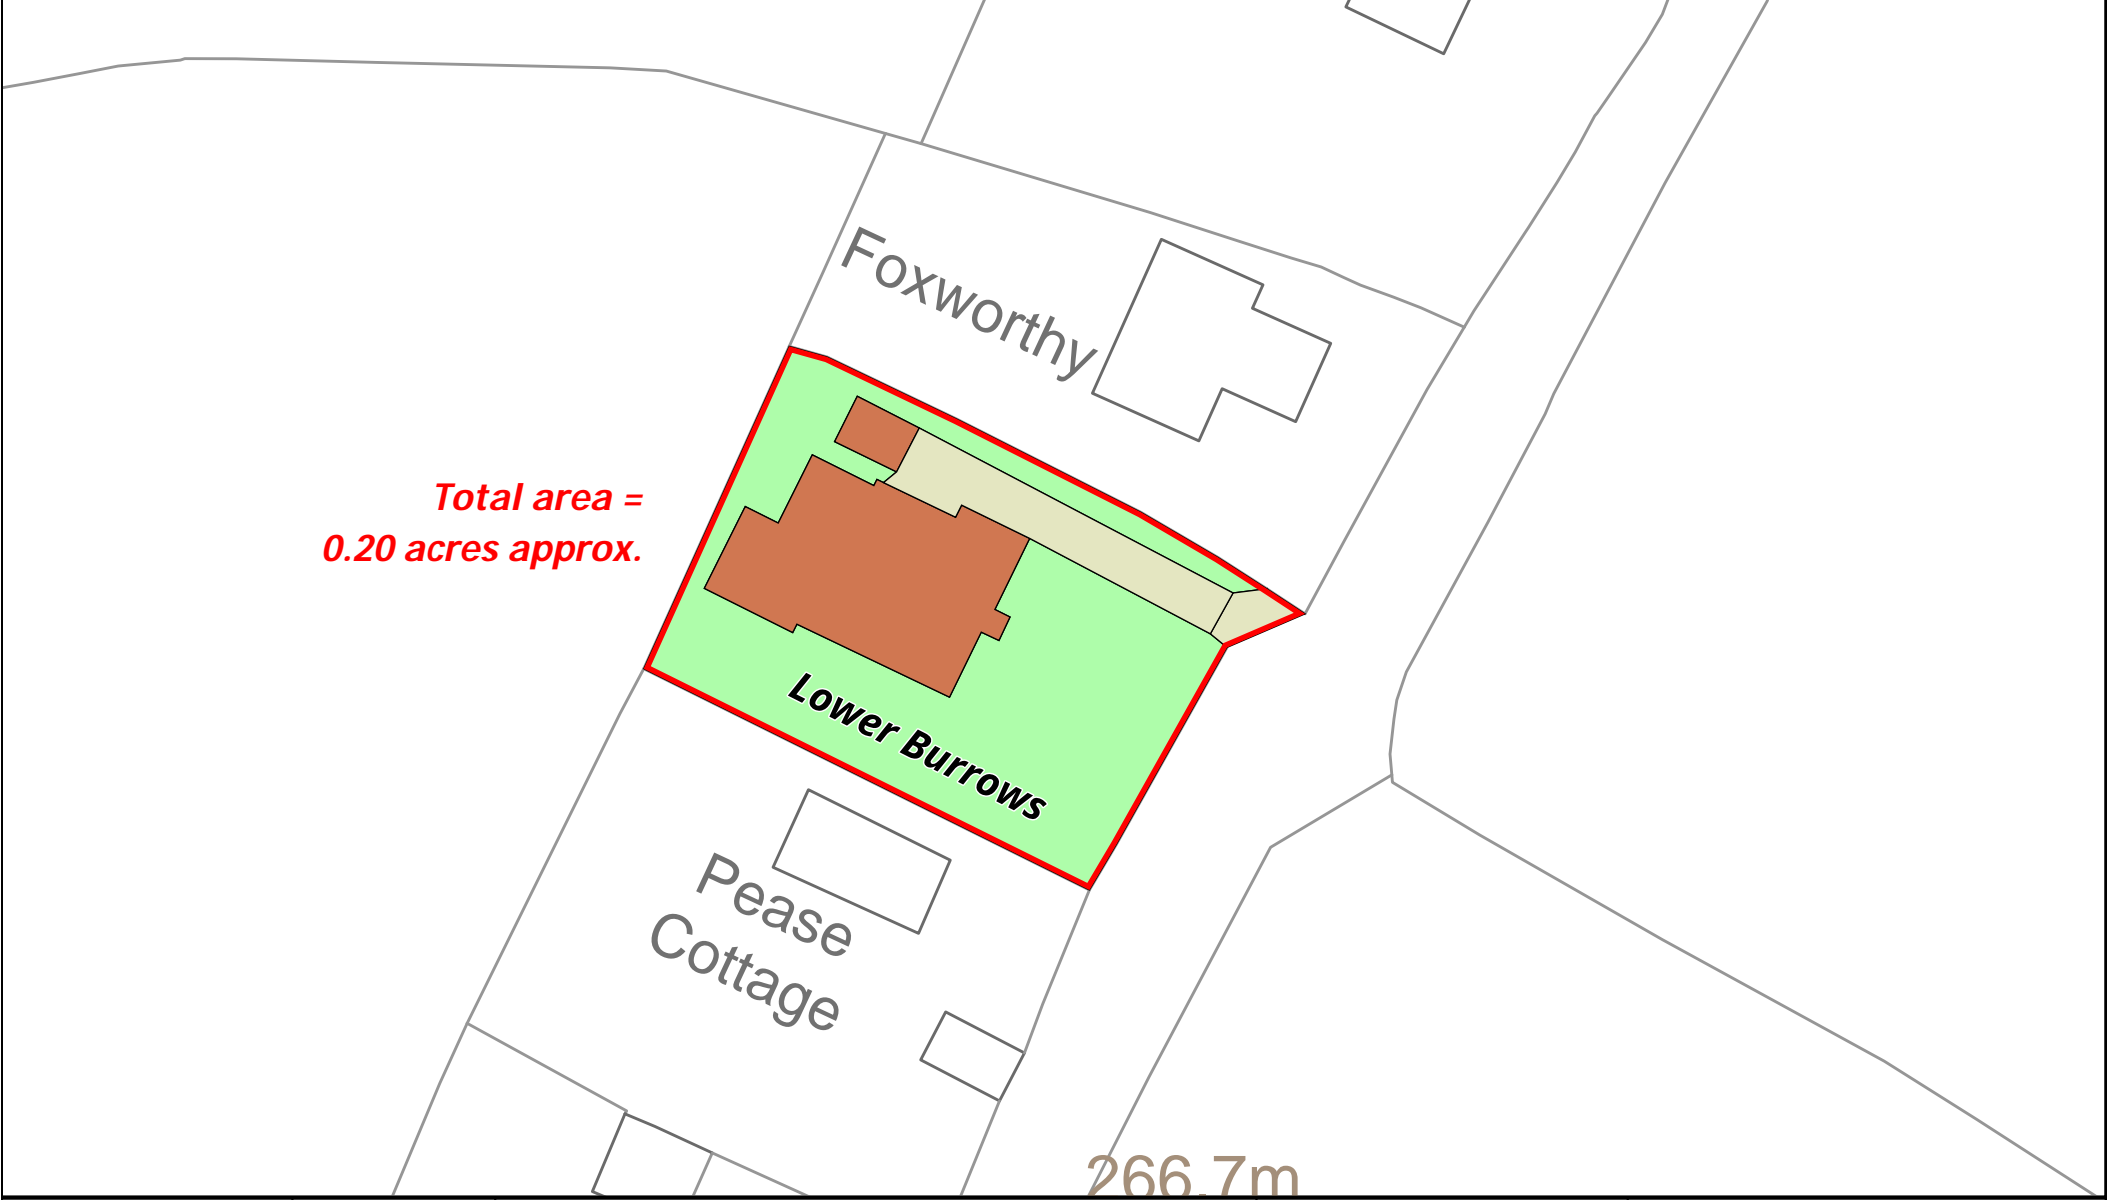 Foxworthy
Total area =
0.20 acres approx.
Lower Burrows
Pease
Cottage
266.7m